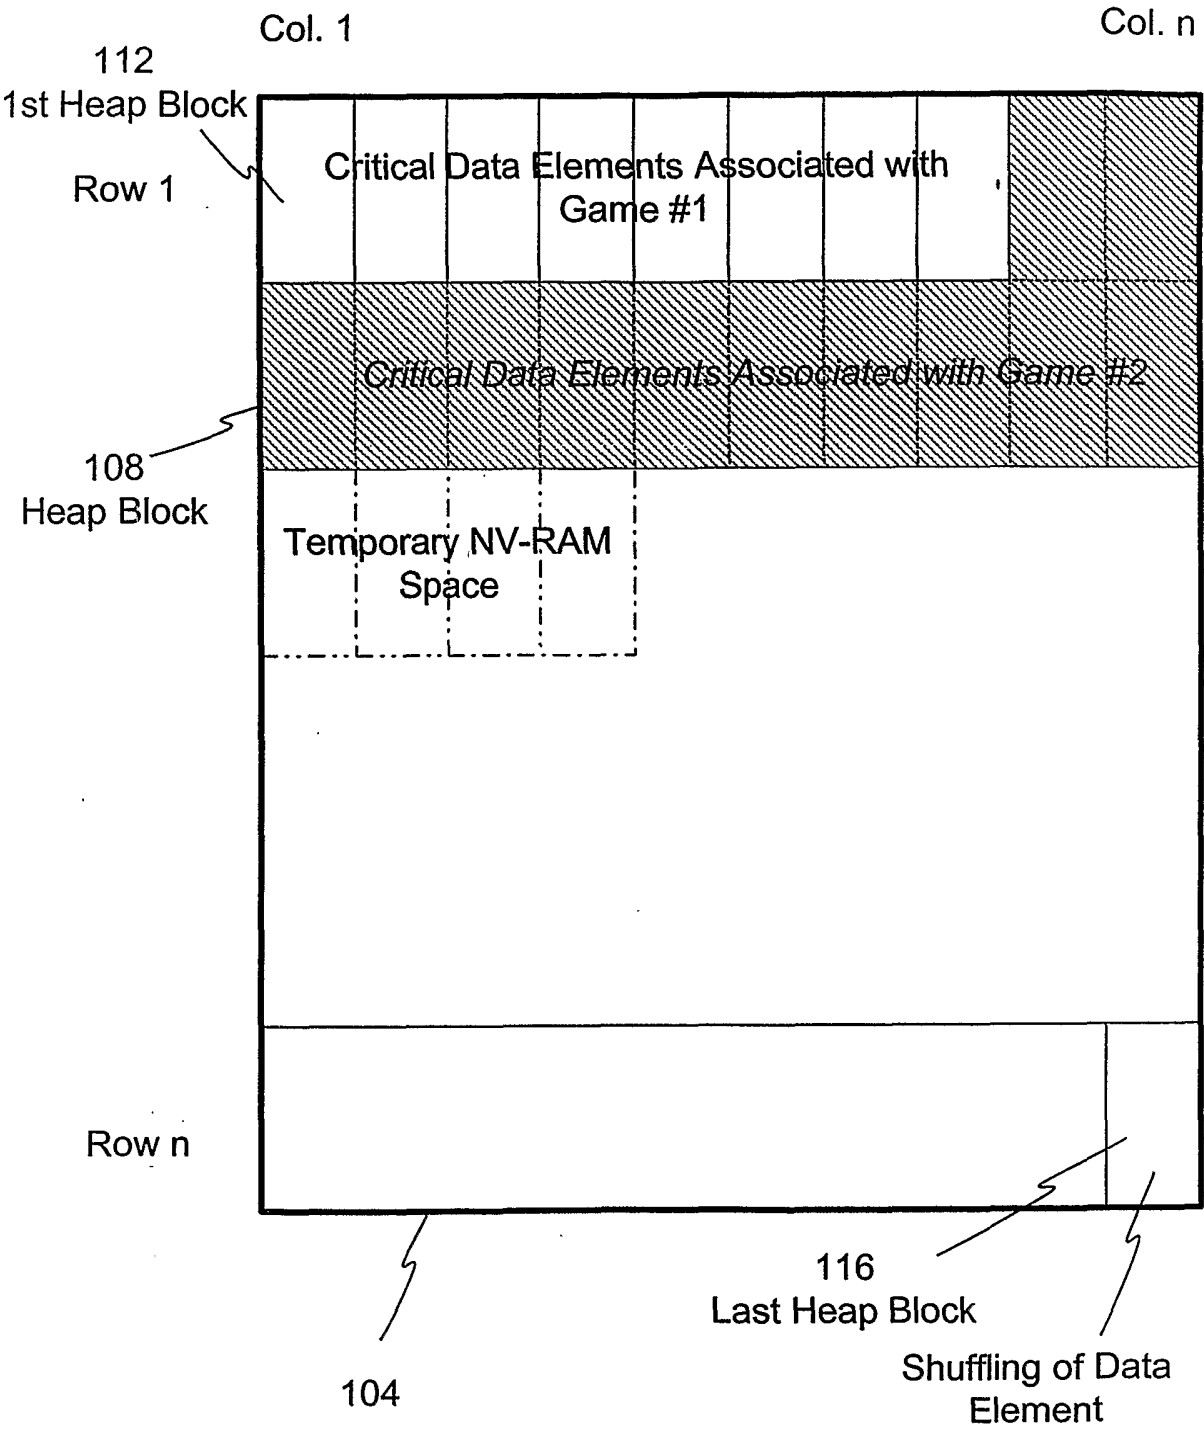 Col. 1
Col. n
112
1st Heap Block
Row 1
Critical Data Elements Associated with
Game #1
Critical Data Elements Associated with Game #2
108
Heap Block
Temporary NV-RAM
Space
Row n
116
Last Heap Block
Shuffling of Data
Element
104